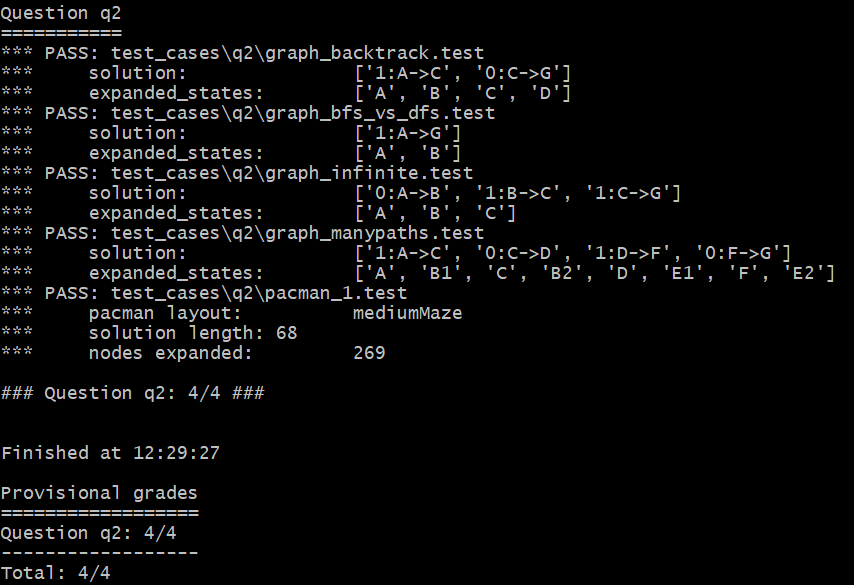 Question q2
===========
*** PASS: test_cases\q2\graph_backtrack.test
***     solution:               ['1:A->C', '0:C->G']
***     expanded_states:        ['A', 'B', 'C', 'D']
*** PASS: test_cases\q2\graph_bfs_vs_dfs.test
***     solution:               ['1:A->G']
***     expanded_states:        ['A', 'B']
*** PASS: test_cases\q2\graph_infinite.test
***     solution:               ['0:A->B', '1:B->C', '1:C->G']
***     expanded_states:        ['A', 'B', 'C']
*** PASS: test_cases\q2\graph_manypaths.test
***     solution:               ['1:A->C', '0:C->D', '1:D->F', '0:F->G']
***     expanded_states:        ['A', 'B1', 'C', 'B2', 'D', 'E1', 'F', 'E2']
*** PASS: test_cases\q2\pacman_1.test
***     pacman layout:          mediumMaze
***     solution length: 68
***     nodes expanded:         269
### Question q2: 4/4 ###
Finished at 12:29:27
Provisional grades
==================
Question q2: 4/4
------------------
Total: 4/4